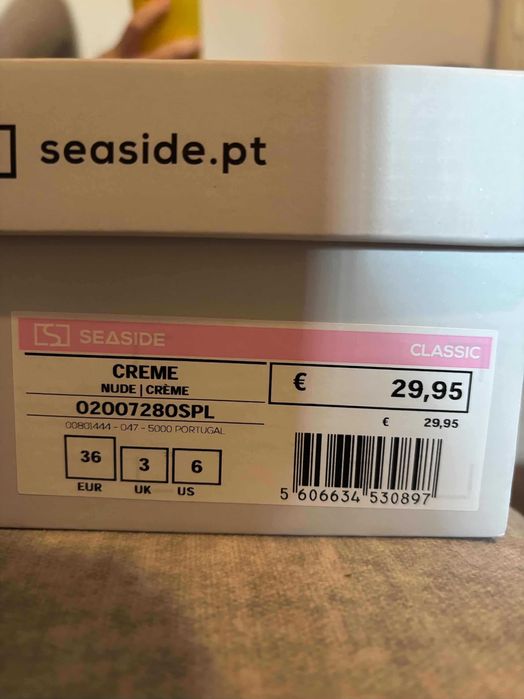 seaside.pt
SEASIDE
CLASSIC
CREME
NUDE | CRÈME
02007280SPL
00801444 - 047 - 5000 PORTUGAL
€ 29,95
€ 29,95
36 3 6
EUR UK US
5 606634 530897